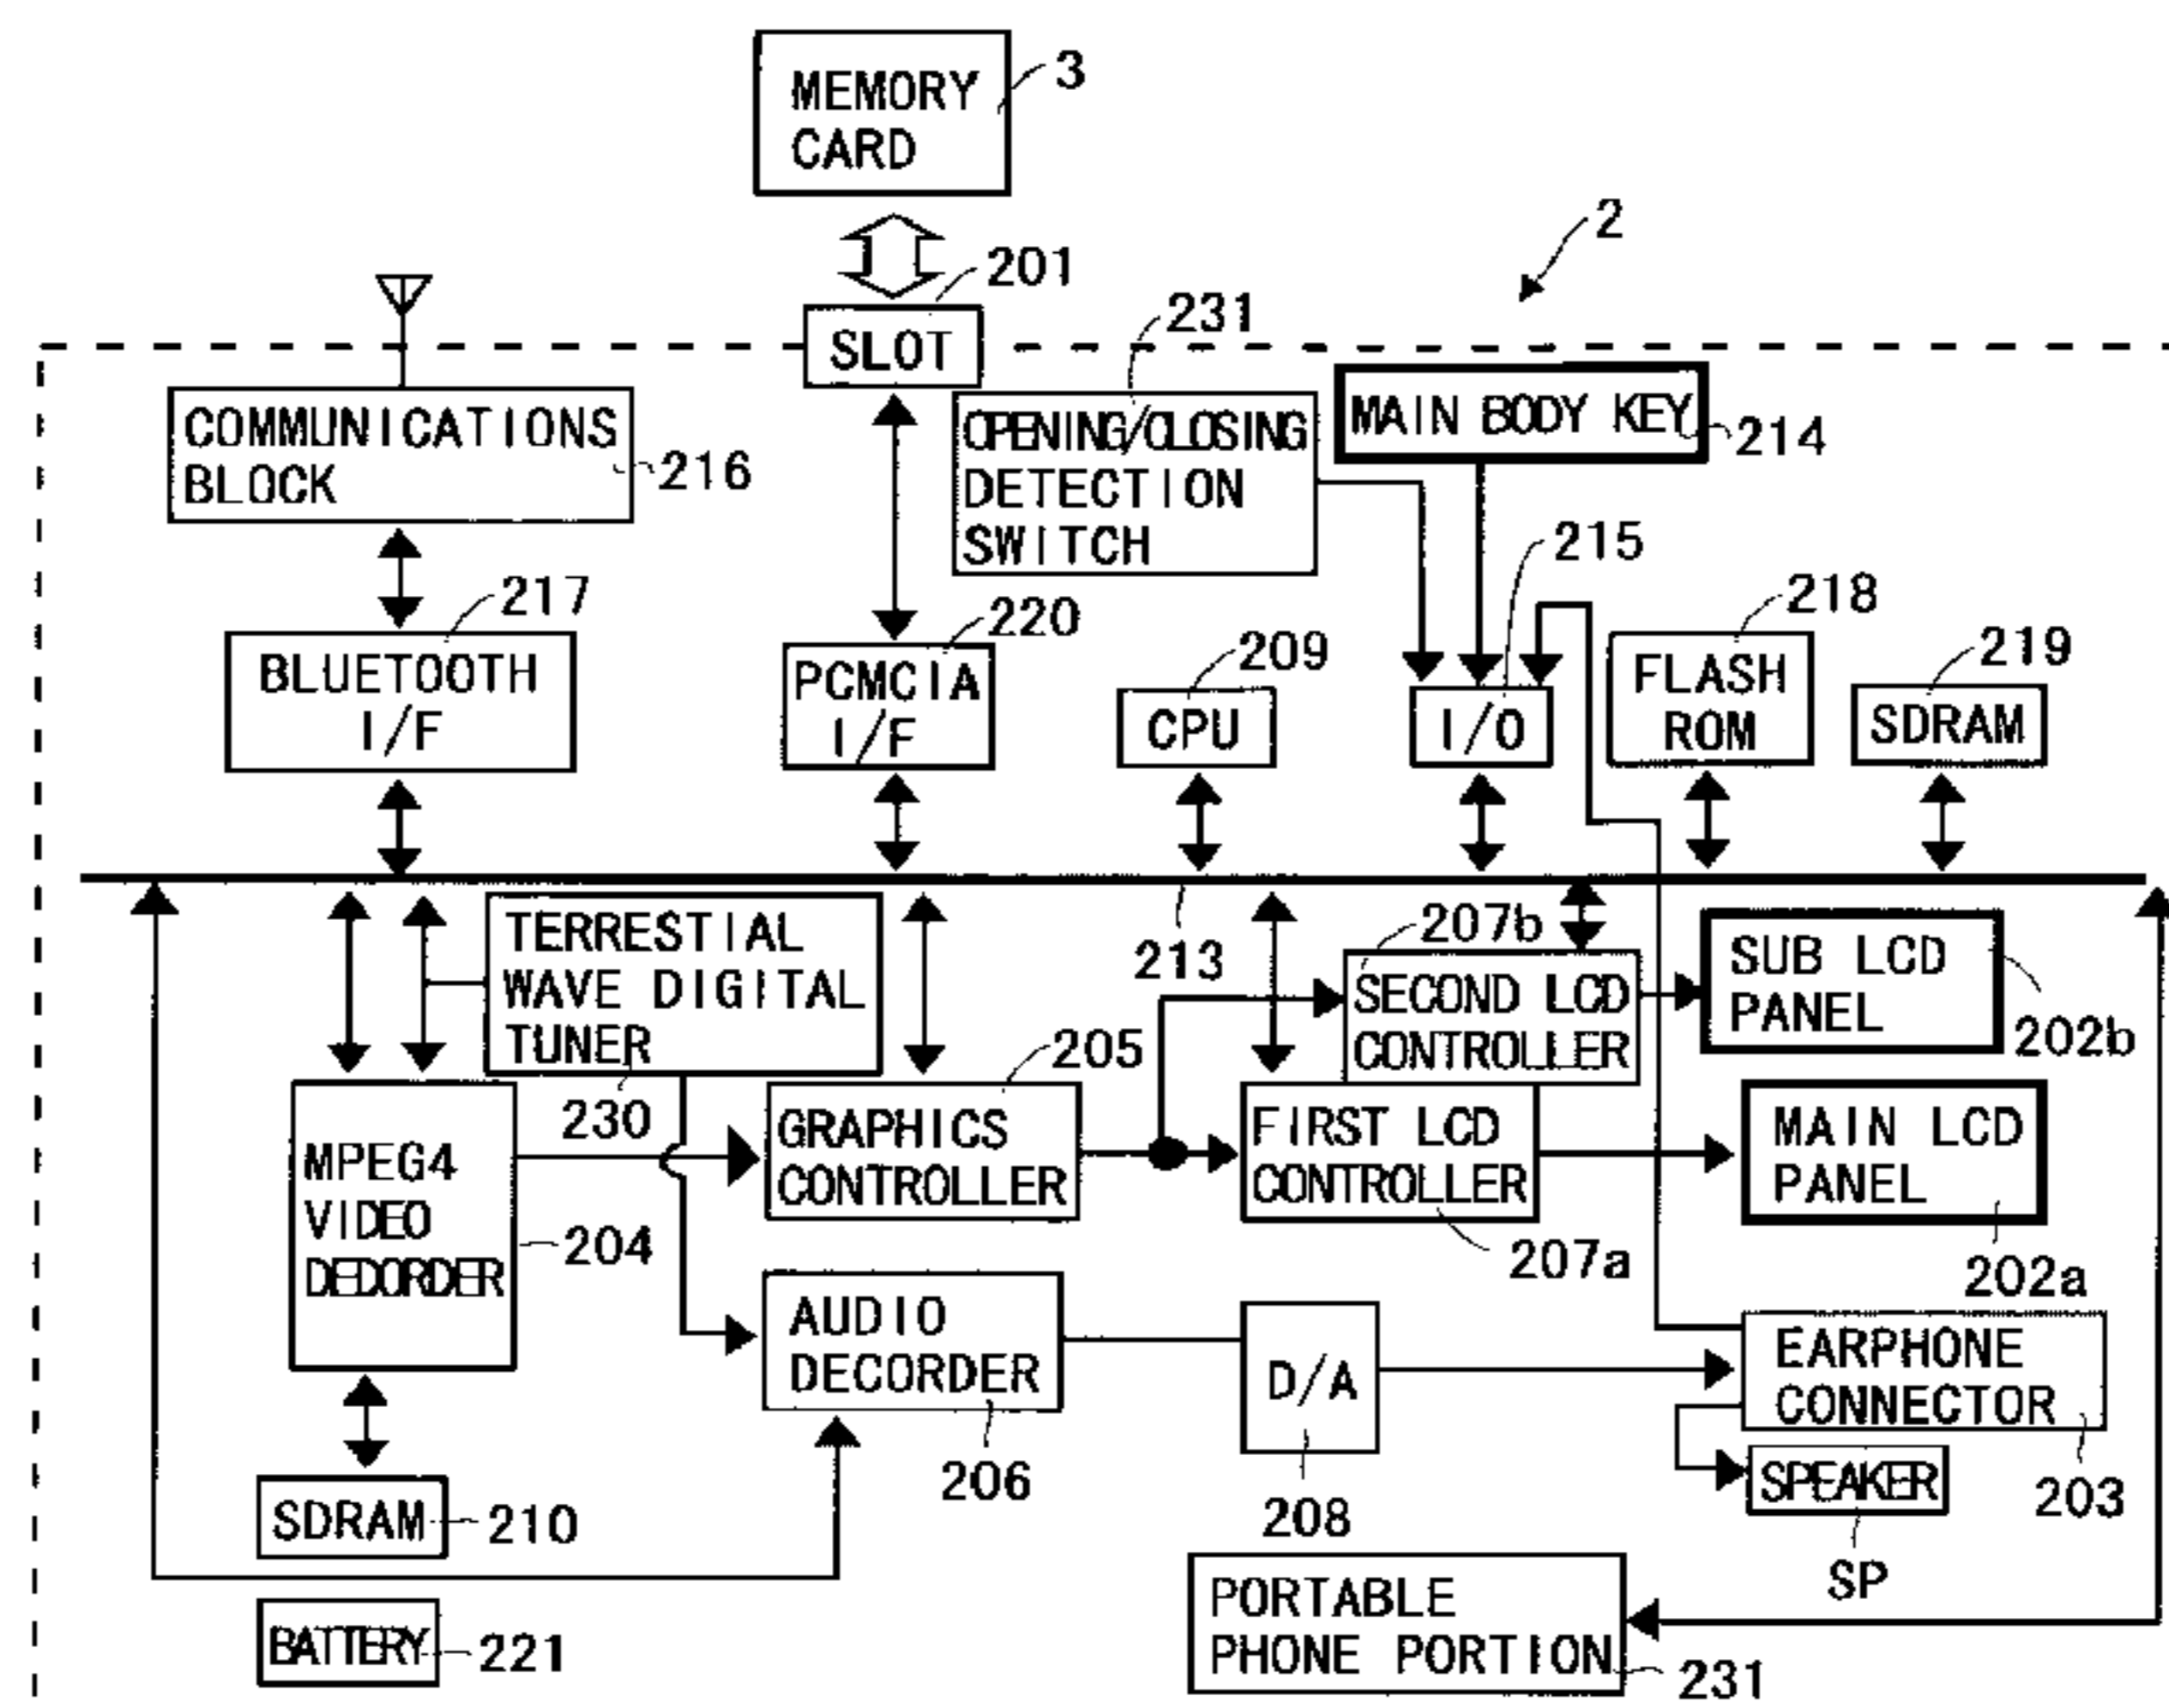 MEMORY
CARD
3
2
201
SLOT
231
OPENING/CLOSING
DETECTION
SWITCH
MAIN BODY KEY
214
COMMUNICATIONS
BLOCK
216
217
BLUETOOTH
I/F
220
PCMCIA
I/F
209
CPU
215
I/O
218
FLASH
ROM
219
SDRAM
213
TERRESTIAL
WAVE DIGITAL
TUNER
230
207b
SECOND LCD
CONTROLLER
SUB LCD
PANEL
202b
MPEG4
VIDEO
DEDORDER
204
205
GRAPHICS
CONTROLLER
FIRST LCD
CONTROLLER
207a
MAIN LCD
PANEL
202a
AUDIO
DECORDER
206
D/A
208
EARPHONE
CONNECTOR
203
SPEAKER
SP
SDRAM
210
BATTERY
221
PORTABLE
PHONE PORTION
231